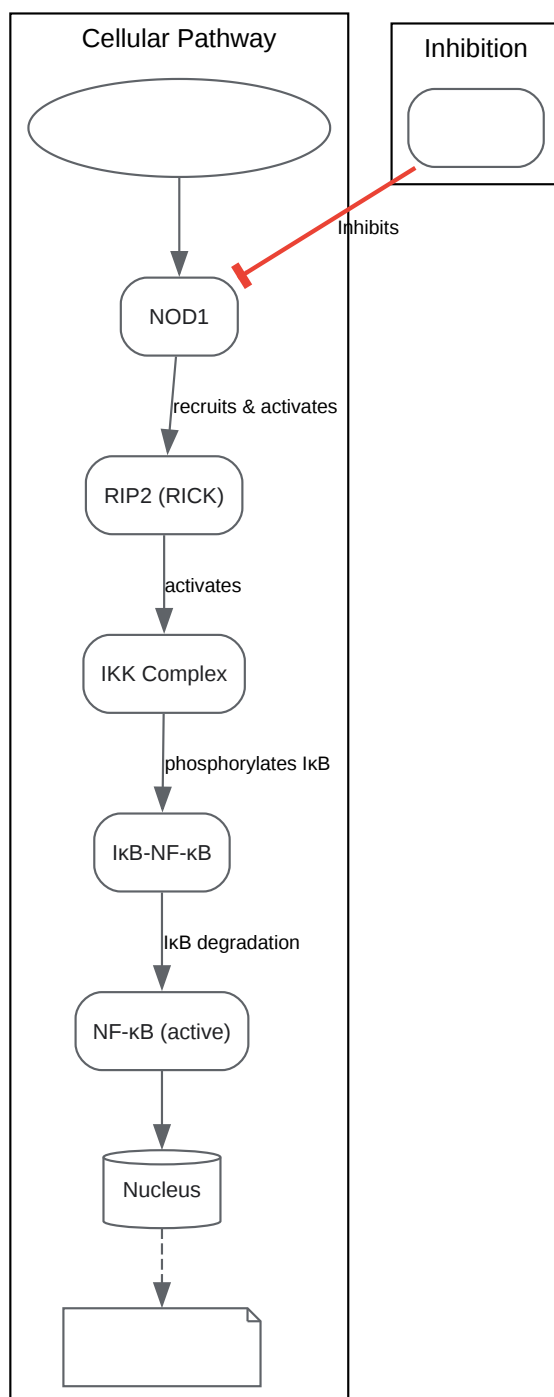 Cellular Pathway
Inhibition
Inhibits
NOD1
recruits & activates
RIP2 (RICK)
activates
IKK Complex
phosphorylates IκB
IκB-NF-κB
IκB degradation
NF-κB (active)
Nucleus